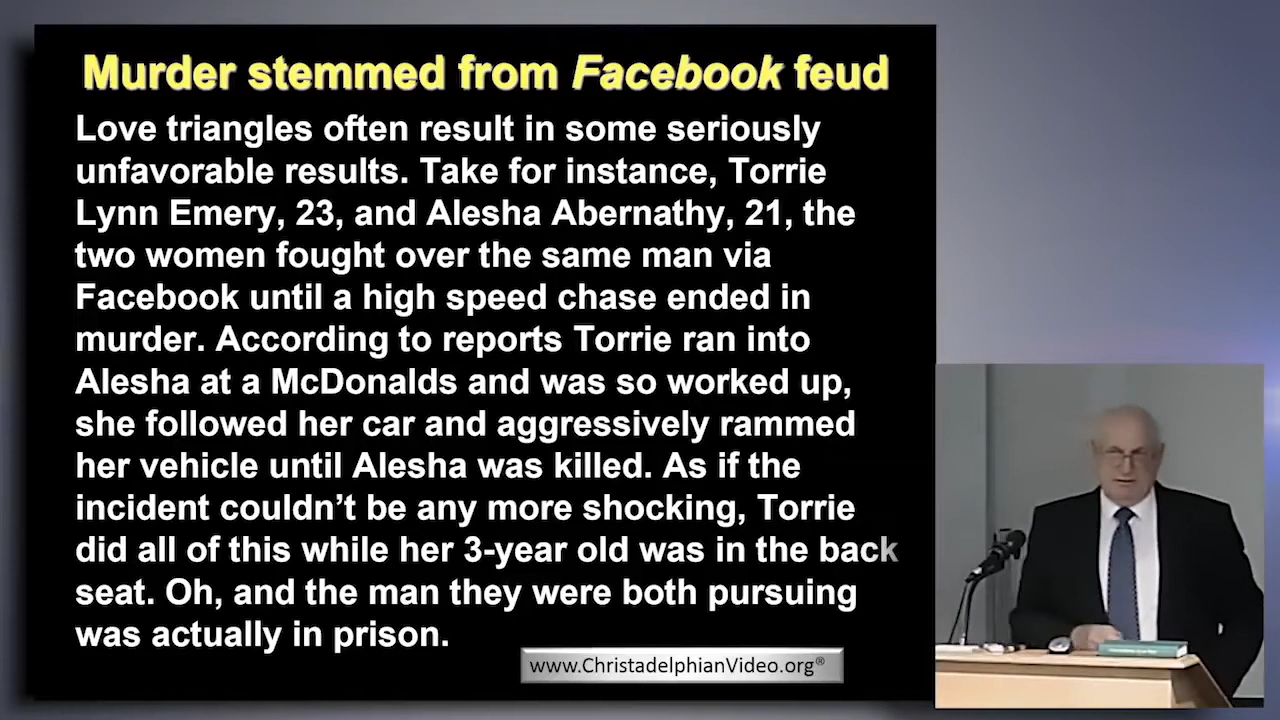 Murder stemmed from Facebook feud
Love triangles often result in some seriously
unfavorable results. Take for instance, Torrie
Lynn Emery, 23, and Alesha Abernathy, 21, the
two women fought over the same man via
Facebook until a high speed chase ended in
murder. According to reports Torrie ran into
Alesha at a McDonalds and was so worked up,
she followed her car and aggressively rammed
her vehicle until Alesha was killed. As if the
incident couldn’t be any more shocking, Torrie
did all of this while her 3-year old was in the back
seat. Oh, and the man they were both pursuing
was actually in prison.
www.ChristadelphianVideo.org®